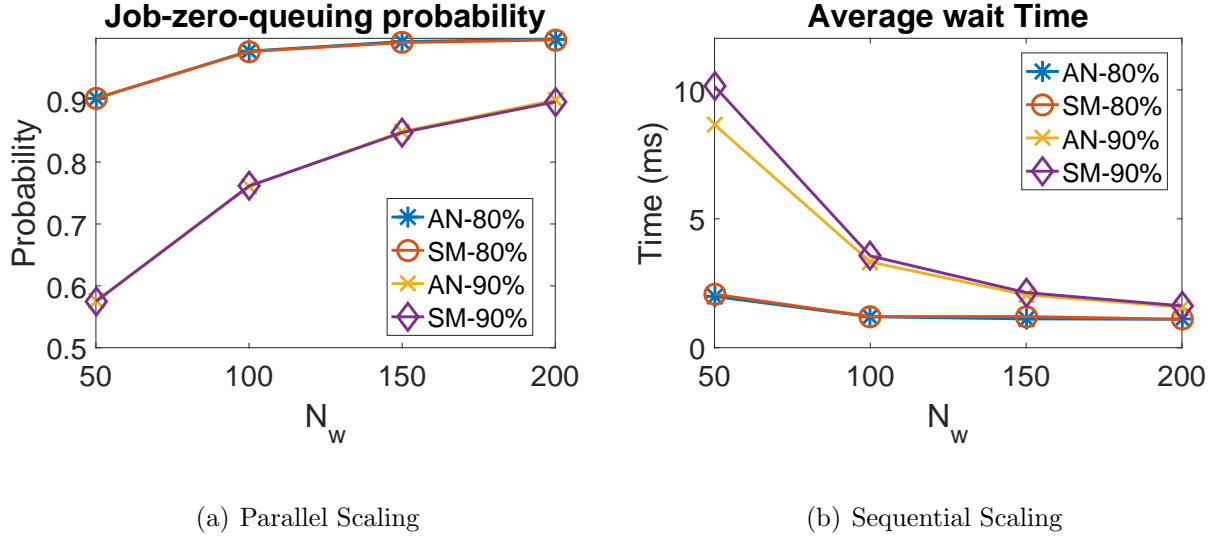 Job-zero-queuing probability
Probability
0.9
0.8
0.7
0.6
0.5
50 100 150 200
N_w
AN-80%
SM-80%
AN-90%
SM-90%
(a) Parallel Scaling
Average wait Time
Time (ms)
10
5
0
50 100 150 200
N_w
AN-80%
SM-80%
AN-90%
SM-90%
(b) Sequential Scaling